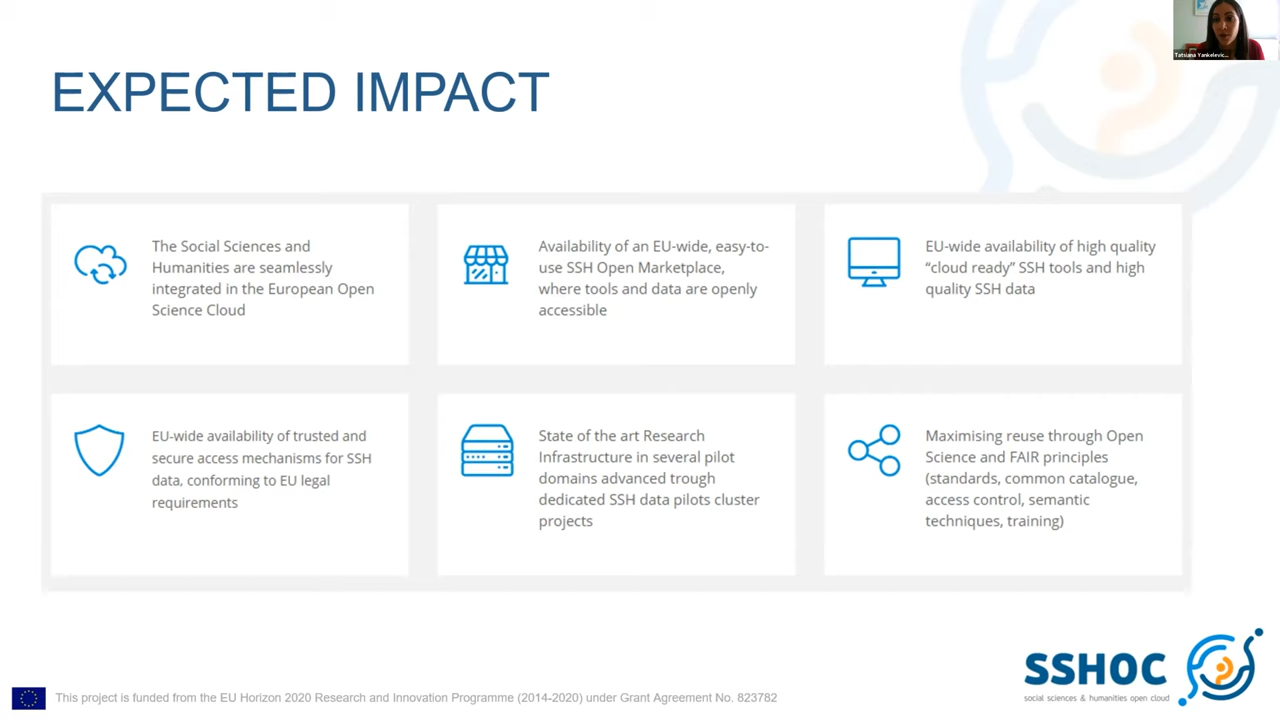 Tatsiana Yankelevic...
EXPECTED IMPACT
The Social Sciences and
Humanities are seamlessly
integrated in the European Open
Science Cloud
Availability of an EU-wide, easy-to-
use SSH Open Marketplace,
where tools and data are openly
accessible
EU-wide availability of high quality
“cloud ready” SSH tools and high
quality SSH data
EU-wide availability of trusted and
secure access mechanisms for SSH
data, conforming to EU legal
requirements
State of the art Research
Infrastructure in several pilot
domains advanced trough
dedicated SSH data pilots cluster
projects
Maximising reuse through Open
Science and FAIR principles
(standards, common catalogue,
access control, semantic
techniques, training)
SSHOC
social sciences & humanities open cloud
This project is funded from the EU Horizon 2020 Research and Innovation Programme (2014-2020) under Grant Agreement No. 823782